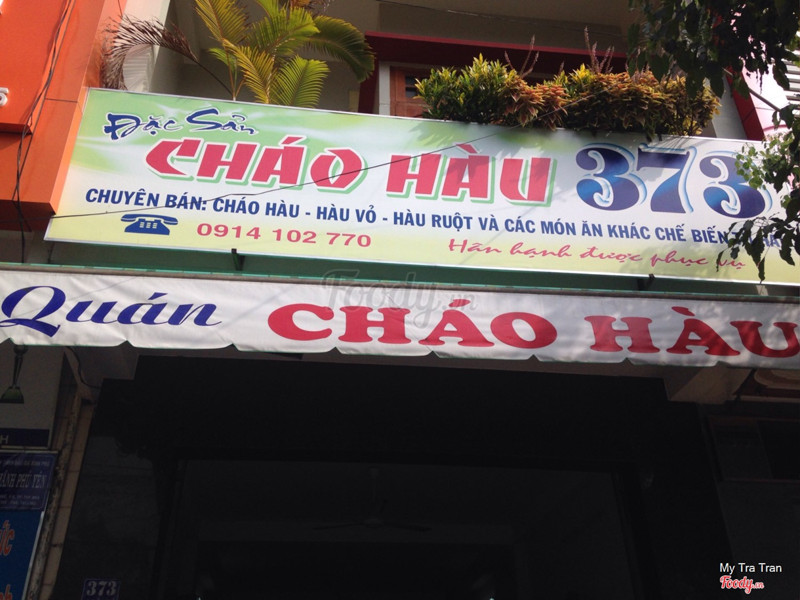 Đặc Sản
CHÁO HÀU 373
CHUYÊN BÁN: CHÁO HÀU - HÀU VỎ - HÀU RUỘT VÀ CÁC MÓN ĂN KHÁC CHẾ BIẾN
0914 102 770
Hân hạnh được phục vụ
Foody.vn
Quán CHÁO HÀU
PHÚ YÊN
373
My Tra Tran
Foody.vn